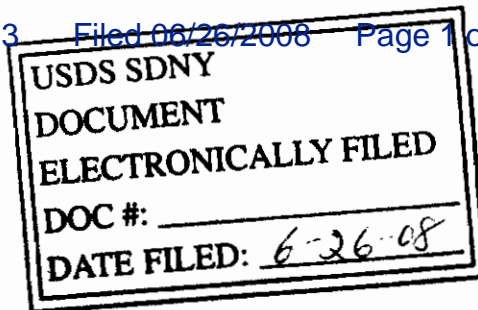 3 Filed 06/26/2008 Page 1 o
USDS SDNY
DOCUMENT
ELECTRONICALLY FILED
DOC #:
DATE FILED: 6-26-08